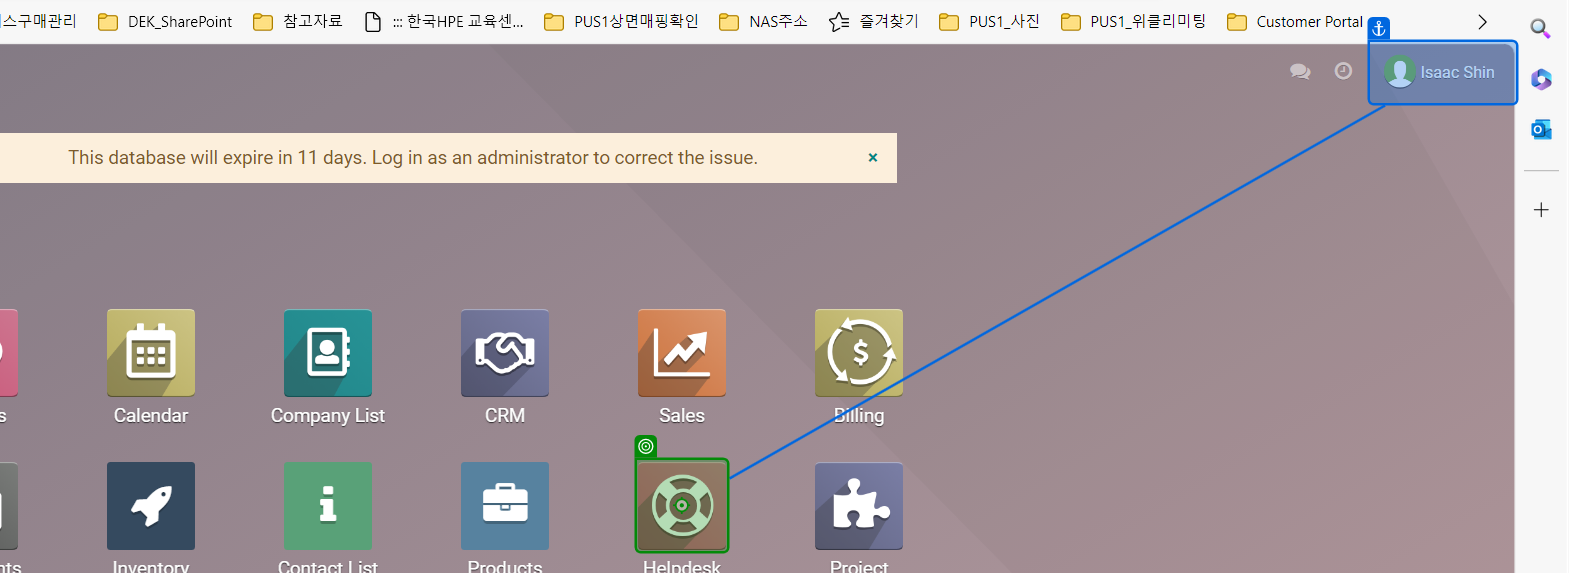 스구매관리 DEK_SharePoint 참고자료 ::: 한국HPE 교육센... PUS1상면매핑확인 NAS주소 즐겨찾기 PUS1_사진 PUS1_위클리미팅 Customer Portal
Isaac Shin
This database will expire in 11 days. Log in as an administrator to correct the issue. ×
s Calendar Company List CRM Sales Billing
nts Inventory Contact List Products Helpdesk Project